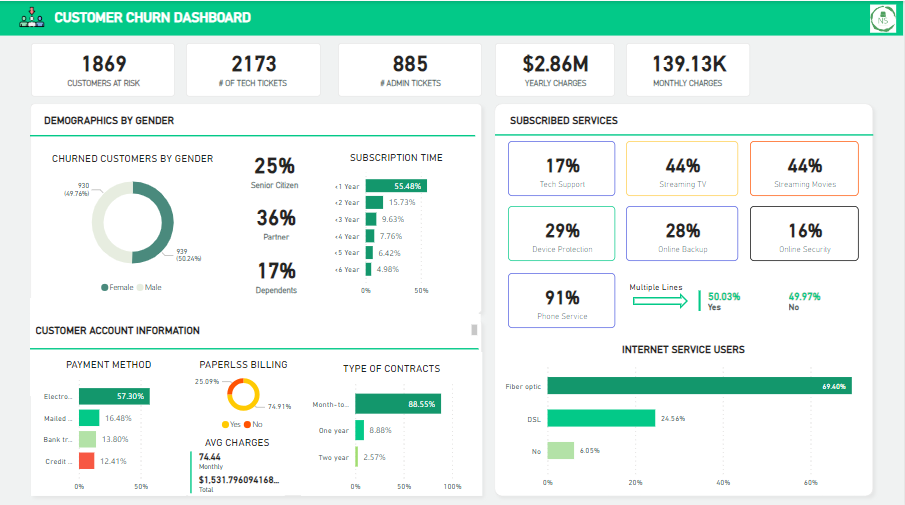 CUSTOMER CHURN DASHBOARD
NS
1869
CUSTOMERS AT RISK
2173
# OF TECH TICKETS
885
# ADMIN TICKETS
$2.86M
YEARLY CHARGES
139.13K
MONTHLY CHARGES
DEMOGRAPHICS BY GENDER
CHURNED CUSTOMERS BY GENDER
930
(49.76%)
939
(50.24%)
Female
Male
25%
Senior Citizen
36%
Partner
17%
Dependents
SUBSCRIPTION TIME
<1 Year 55.48%
<2 Year 15.73%
<3 Year 9.63%
<4 Year 7.76%
<5 Year 6.42%
<6 Year 4.98%
0% 50%
CUSTOMER ACCOUNT INFORMATION
PAYMENT METHOD
Electro... 57.30%
Mailed ... 16.48%
Bank tr... 13.80%
Credit ... 12.41%
0% 50%
PAPERLSS BILLING
25.09%
74.91%
Yes No
AVG CHARGES
74.44
Monthly
$1,531.796094168...
Total
TYPE OF CONTRACTS
Month-to... 88.55%
One year 8.88%
Two year 2.57%
0% 50% 100%
SUBSCRIBED SERVICES
17%
Tech Support
44%
Streaming TV
44%
Streaming Movies
29%
Device Protection
28%
Online Backup
16%
Online Security
91%
Phone Service
Multiple Lines
50.03%
Yes
49.97%
No
INTERNET SERVICE USERS
Fiber optic 69.40%
DSL 24.56%
No 6.05%
0% 20% 40% 60%